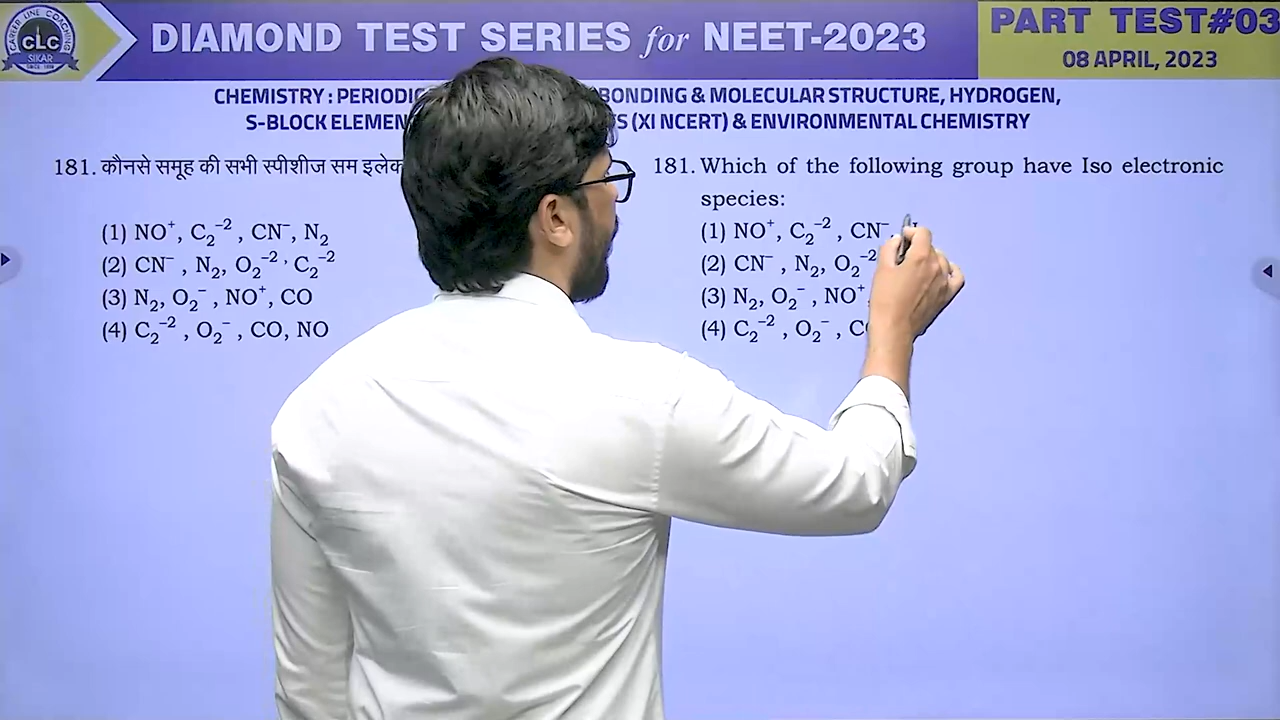 CAREER LINE COACHING
CLC
SIKAR
DIAMOND TEST SERIES for NEET-2023
PART TEST#03
08 APRIL, 2023
CHEMISTRY : BONDING & MOLECULAR STRUCTURE, HYDROGEN,
S-BLOCK (XI NCERT) & ENVIRONMENTAL CHEMISTRY
181. कौनसे समूह की सभी स्पीशीज सम
(1) NO⁺, C₂⁻², CN⁻, N₂
(2) CN⁻ , N₂, O₂⁻² , C₂⁻²
(3) N₂, O₂⁻ , NO⁺, CO
(4) C₂⁻² , O₂⁻ , CO, NO
181. Which of the following group have Iso electronic
species:
(1) NO⁺, C₂⁻² , CN⁻,
(2) CN⁻ , N₂, O₂⁻²
(3) N₂, O₂⁻ , NO⁺
(4) C₂⁻² , O₂⁻ ,